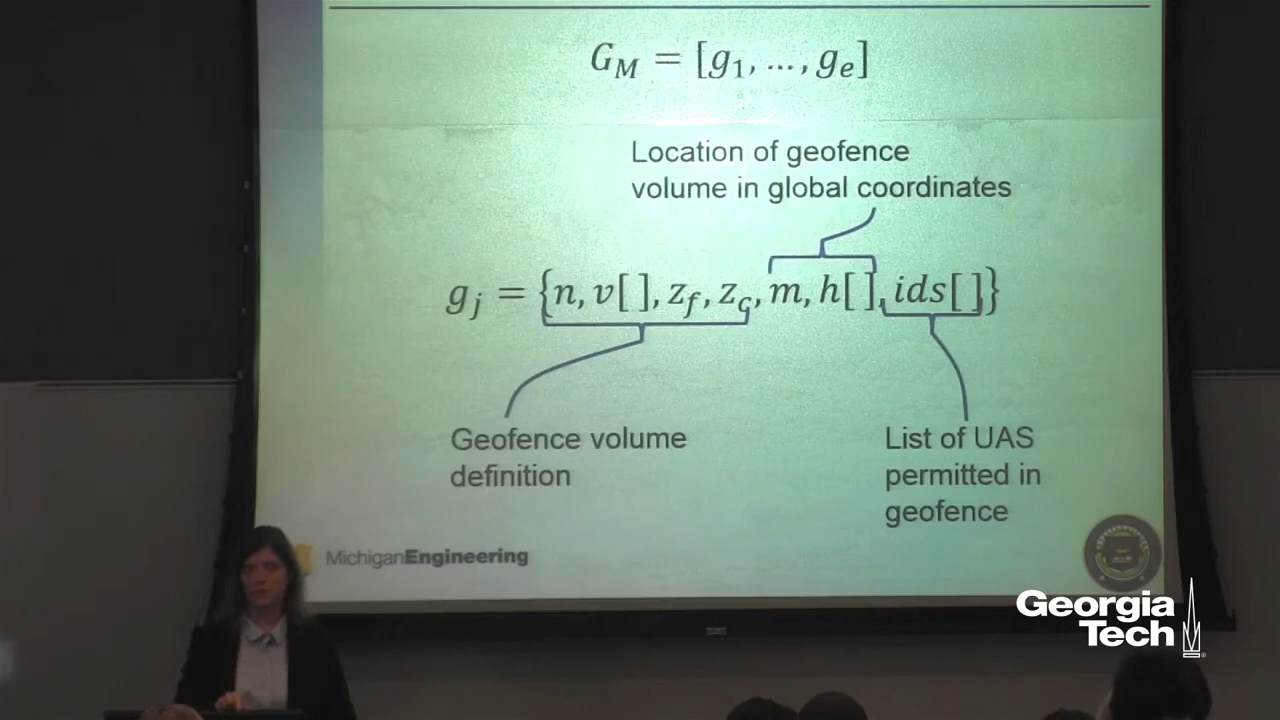 G_M = [g_1, ..., g_e]
Location of geofence
volume in global coordinates
g_j = {n, v[ ], z_f, z_c, m, h[ ], ids[ ]}
Geofence volume
definition
List of UAS
permitted in
geofence
MichiganEngineering
Georgia
Tech